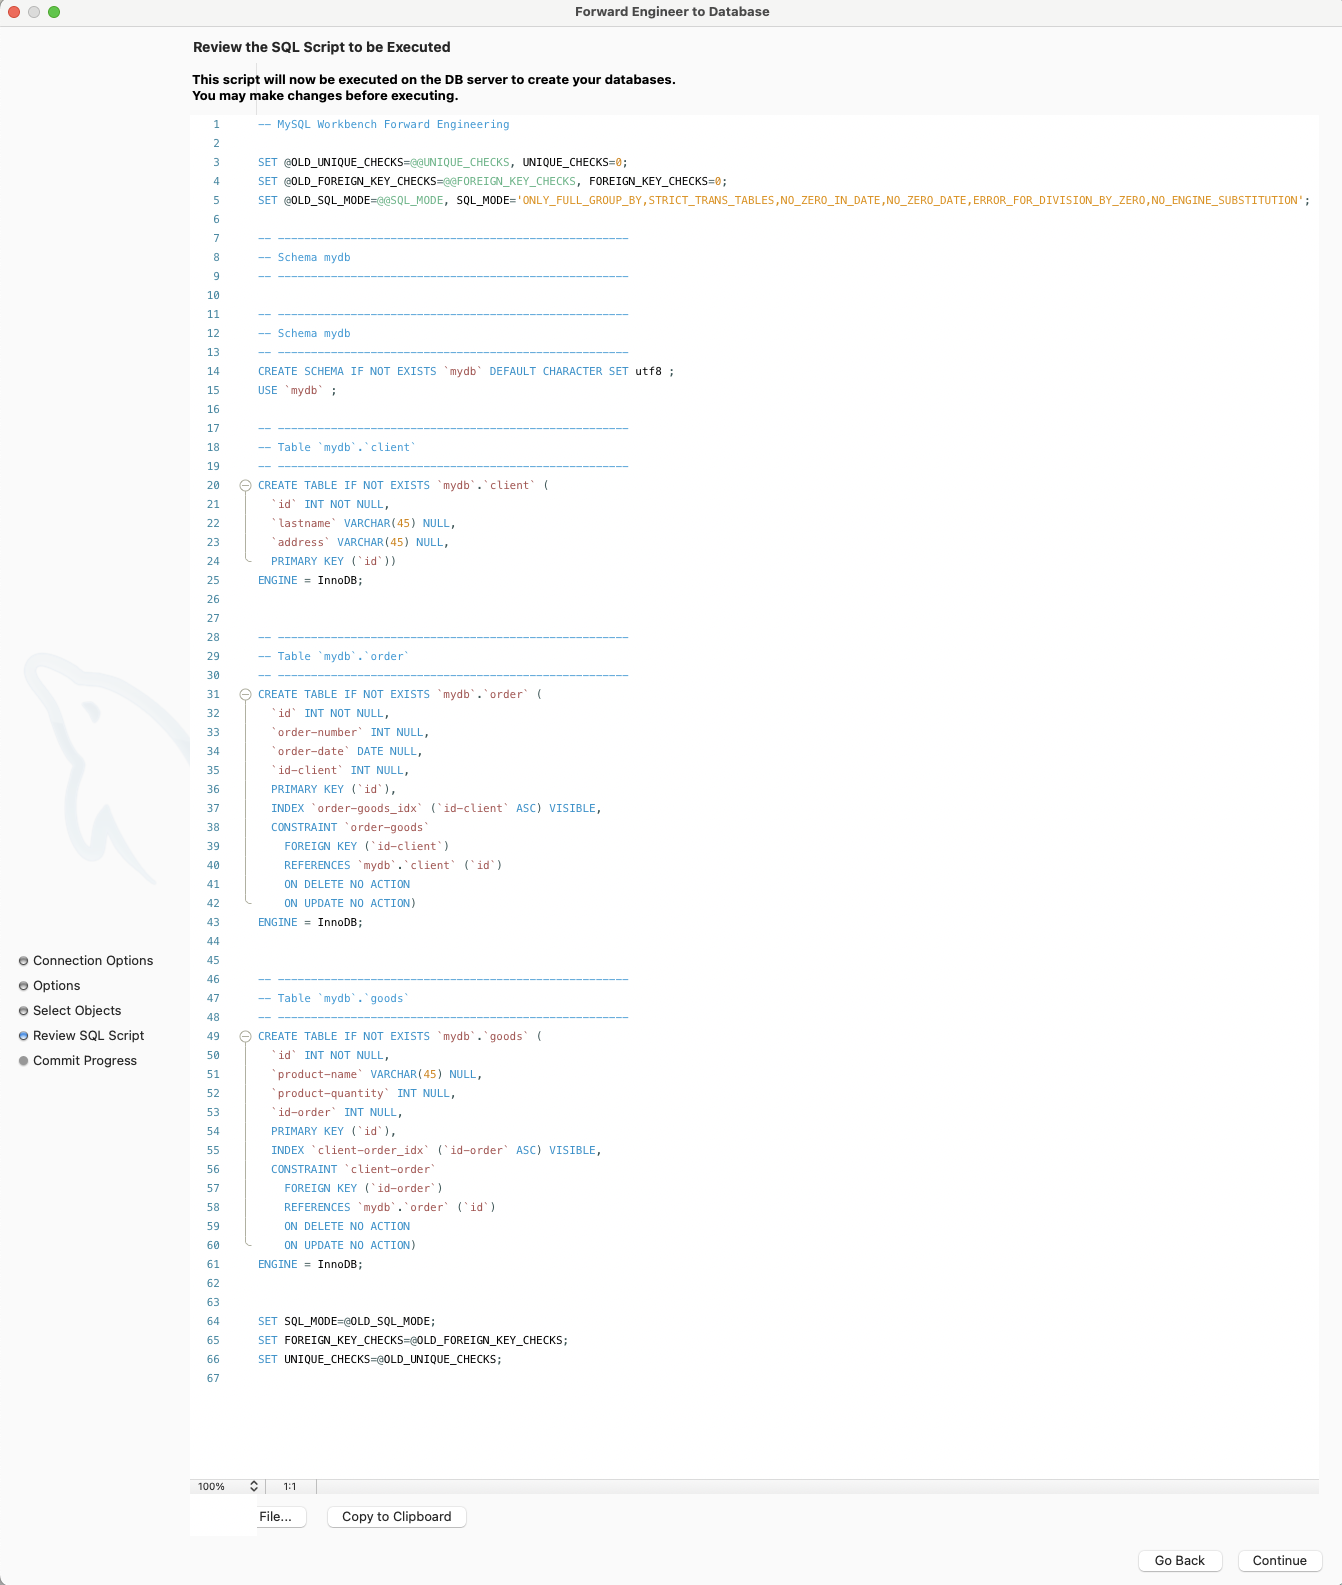 Forward Engineer to Database
Review the SQL Script to be Executed
This script will now be executed on the DB server to create your databases.
You may make changes before executing.
1 -- MySQL Workbench Forward Engineering
2
3 SET @OLD_UNIQUE_CHECKS=@@UNIQUE_CHECKS, UNIQUE_CHECKS=0;
4 SET @OLD_FOREIGN_KEY_CHECKS=@@FOREIGN_KEY_CHECKS, FOREIGN_KEY_CHECKS=0;
5 SET @OLD_SQL_MODE=@@SQL_MODE, SQL_MODE='ONLY_FULL_GROUP_BY,STRICT_TRANS_TABLES,NO_ZERO_IN_DATE,NO_ZERO_DATE,ERROR_FOR_DIVISION_BY_ZERO,NO_ENGINE_SUBSTITUTION';
6
7 -- -----------------------------------------------------
8 -- Schema mydb
9 -- -----------------------------------------------------
10
11 -- -----------------------------------------------------
12 -- Schema mydb
13 -- -----------------------------------------------------
14 CREATE SCHEMA IF NOT EXISTS `mydb` DEFAULT CHARACTER SET utf8 ;
15 USE `mydb` ;
16
17 -- -----------------------------------------------------
18 -- Table `mydb`.`client`
19 -- -----------------------------------------------------
20 CREATE TABLE IF NOT EXISTS `mydb`.`client` (
21 `id` INT NOT NULL,
22 `lastname` VARCHAR(45) NULL,
23 `address` VARCHAR(45) NULL,
24 PRIMARY KEY (`id`))
25 ENGINE = InnoDB;
26
27
28 -- -----------------------------------------------------
29 -- Table `mydb`.`order`
30 -- -----------------------------------------------------
31 CREATE TABLE IF NOT EXISTS `mydb`.`order` (
32 `id` INT NOT NULL,
33 `order-number` INT NULL,
34 `order-date` DATE NULL,
35 `id-client` INT NULL,
36 PRIMARY KEY (`id`),
37 INDEX `order-goods_idx` (`id-client` ASC) VISIBLE,
38 CONSTRAINT `order-goods`
39 FOREIGN KEY (`id-client`)
40 REFERENCES `mydb`.`client` (`id`)
41 ON DELETE NO ACTION
42 ON UPDATE NO ACTION)
43 ENGINE = InnoDB;
44
45
46 -- -----------------------------------------------------
47 -- Table `mydb`.`goods`
48 -- -----------------------------------------------------
49 CREATE TABLE IF NOT EXISTS `mydb`.`goods` (
50 `id` INT NOT NULL,
51 `product-name` VARCHAR(45) NULL,
52 `product-quantity` INT NULL,
53 `id-order` INT NULL,
54 PRIMARY KEY (`id`),
55 INDEX `client-order_idx` (`id-order` ASC) VISIBLE,
56 CONSTRAINT `client-order`
57 FOREIGN KEY (`id-order`)
58 REFERENCES `mydb`.`order` (`id`)
59 ON DELETE NO ACTION
60 ON UPDATE NO ACTION)
61 ENGINE = InnoDB;
62
63
64 SET SQL_MODE=@OLD_SQL_MODE;
65 SET FOREIGN_KEY_CHECKS=@OLD_FOREIGN_KEY_CHECKS;
66 SET UNIQUE_CHECKS=@OLD_UNIQUE_CHECKS;
67
Connection Options
Options
Select Objects
Review SQL Script
Commit Progress
100% 1:1
File... Copy to Clipboard
Go Back Continue